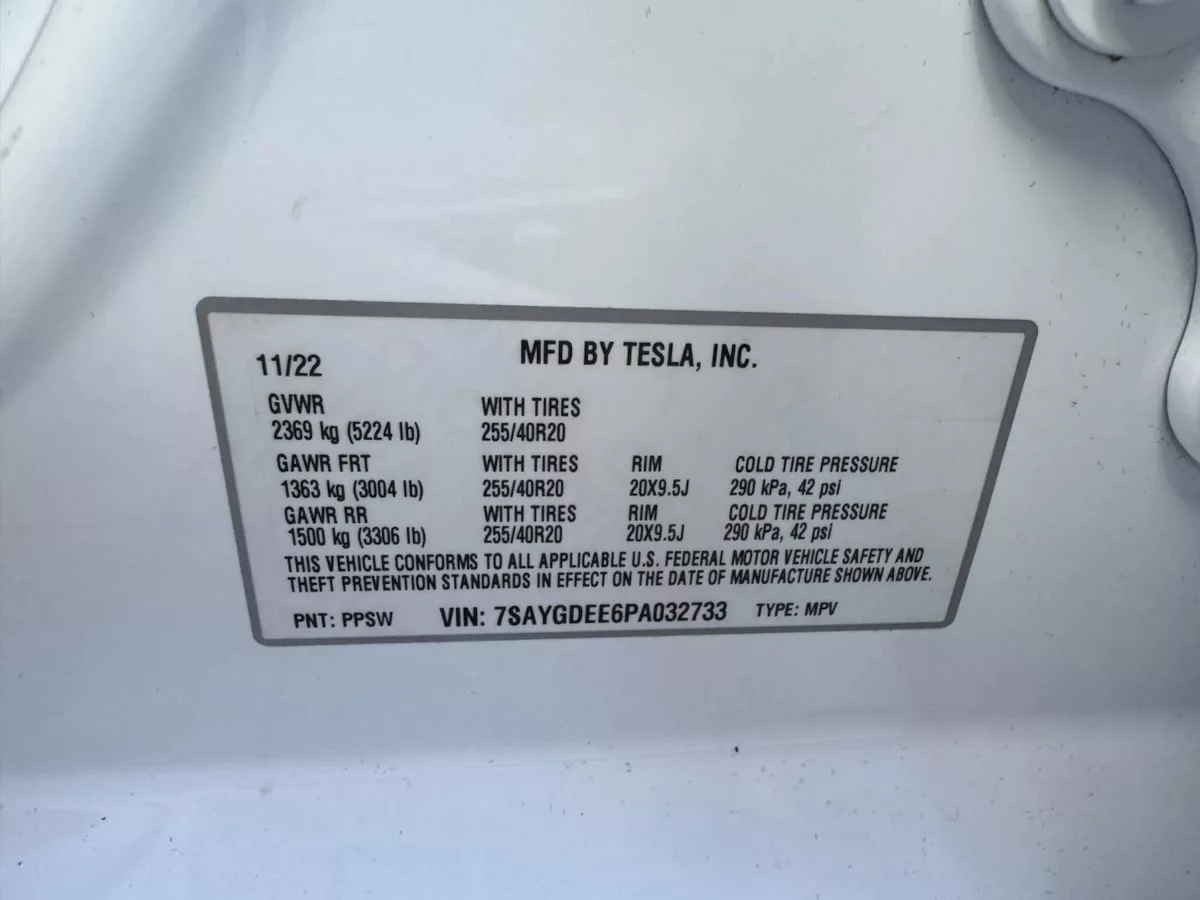 11/22 MFD BY TESLA, INC.
GVWR WITH TIRES
2369 kg (5224 lb) 255/40R20
GAWR FRT WITH TIRES RIM COLD TIRE PRESSURE
1363 kg (3004 lb) 255/40R20 20X9.5J 290 kPa, 42 psi
GAWR RR WITH TIRES RIM COLD TIRE PRESSURE
1500 kg (3306 lb) 255/40R20 20X9.5J 290 kPa, 42 psi
THIS VEHICLE CONFORMS TO ALL APPLICABLE U.S. FEDERAL MOTOR VEHICLE SAFETY AND
THEFT PREVENTION STANDARDS IN EFFECT ON THE DATE OF MANUFACTURE SHOWN ABOVE.
PNT: PPSW VIN: 7SAYGDEE6PA032733 TYPE: MPV